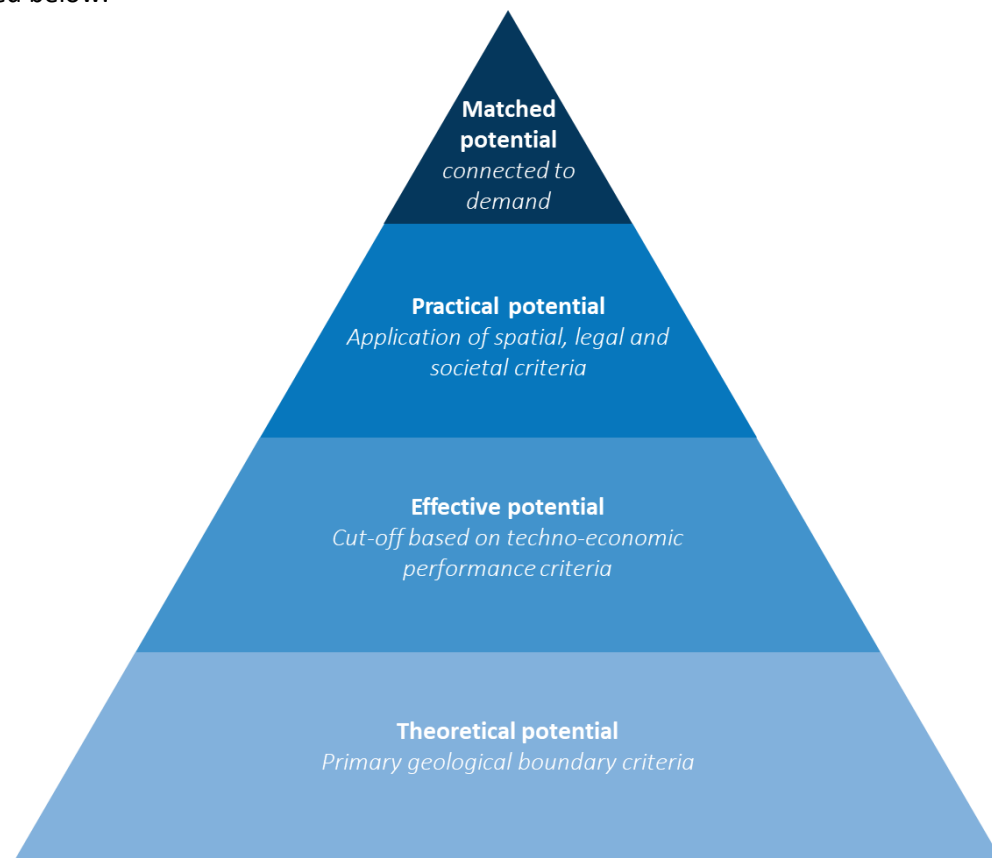 Matched
potential
connected to
demand
Practical potential
Application of spatial, legal and
societal criteria
Effective potential
Cut-off based on techno-economic
performance criteria
Theoretical potential
Primary geological boundary criteria